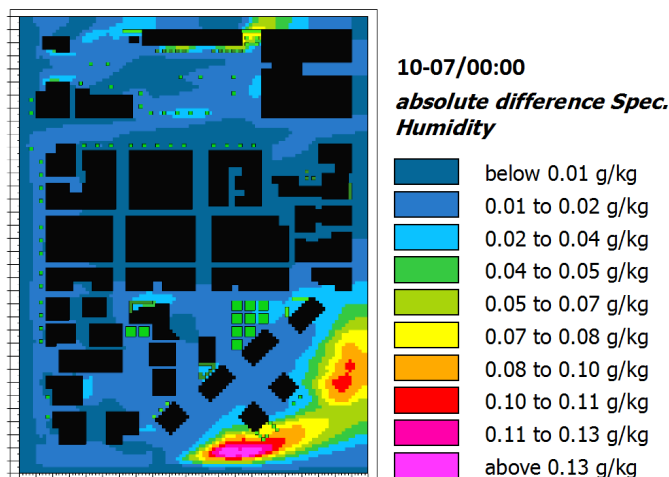 10-07/00:00
absolute difference Spec.
Humidity
below 0.01 g/kg
0.01 to 0.02 g/kg
0.02 to 0.04 g/kg
0.04 to 0.05 g/kg
0.05 to 0.07 g/kg
0.07 to 0.08 g/kg
0.08 to 0.10 g/kg
0.10 to 0.11 g/kg
0.11 to 0.13 g/kg
above 0.13 g/kg